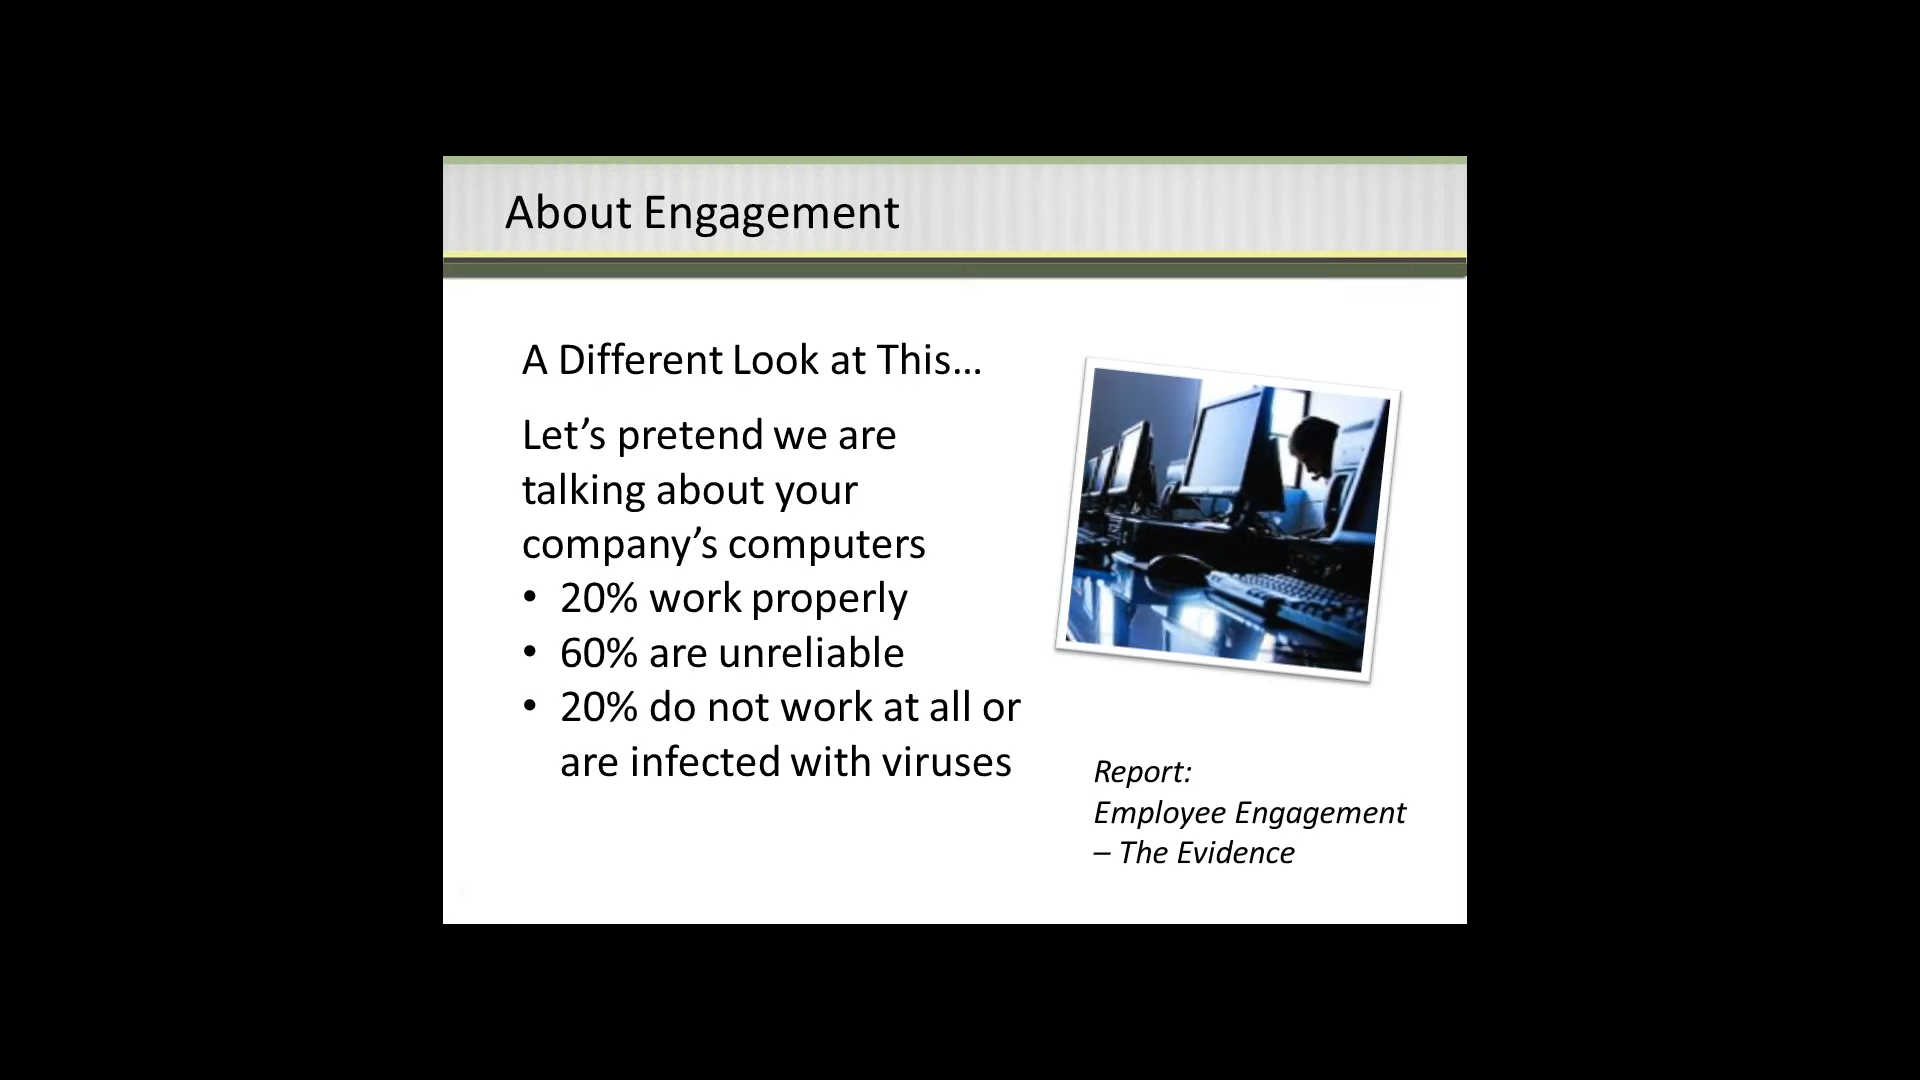 About Engagement
A Different Look at This…
Let’s pretend we are
talking about your
company’s computers
• 20% work properly
• 60% are unreliable
• 20% do not work at all or
are infected with viruses
Report:
Employee Engagement
– The Evidence